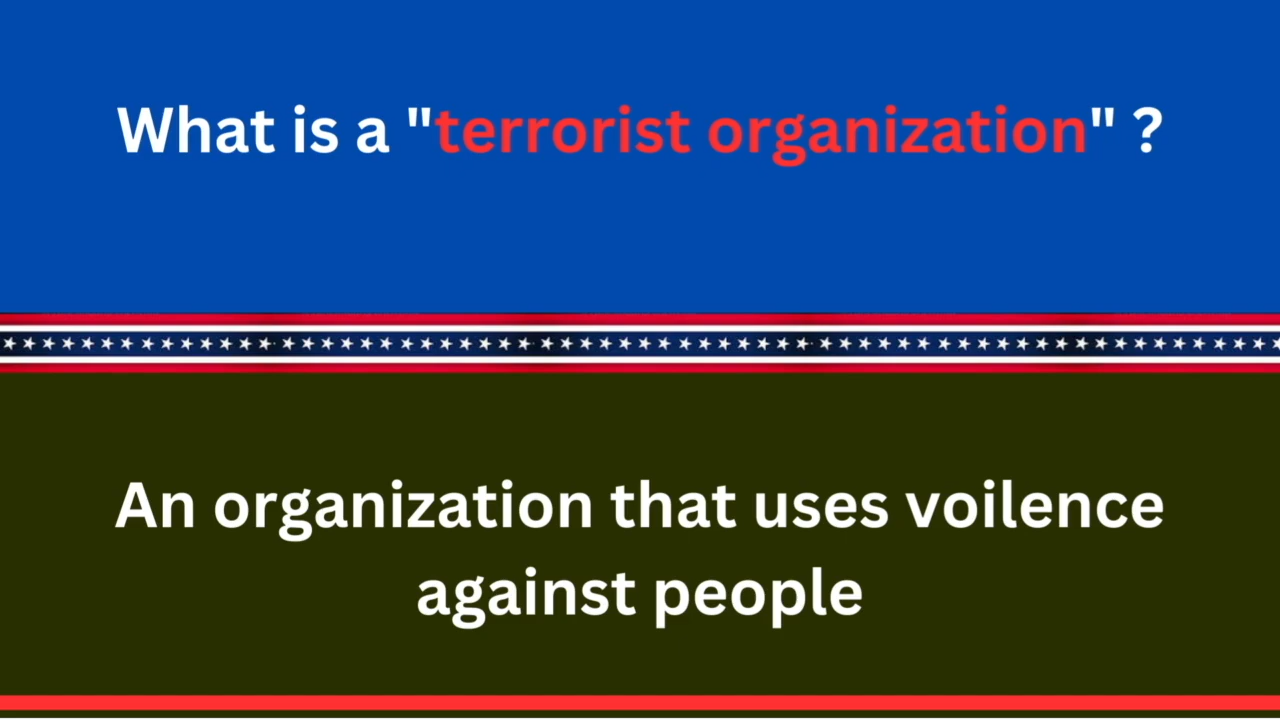 What is a "terrorist organization" ?
An organization that uses voilence
against people